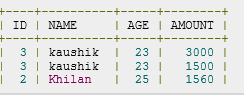 +----+---------+-----+--------+
| ID | NAME | AGE | AMOUNT |
+----+---------+-----+--------+
| 3 | kaushik | 23 | 3000 |
| 3 | kaushik | 23 | 1500 |
| 2 | Khilan | 25 | 1560 |